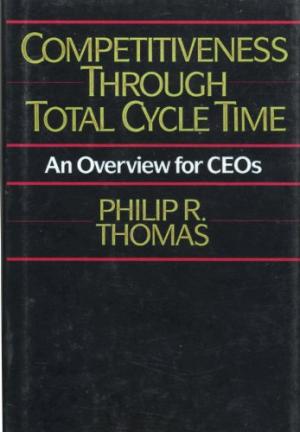 COMPETITIVENESS
THROUGH
TOTAL CYCLE TIME
An Overview for CEOs
PHILIP R.
THOMAS